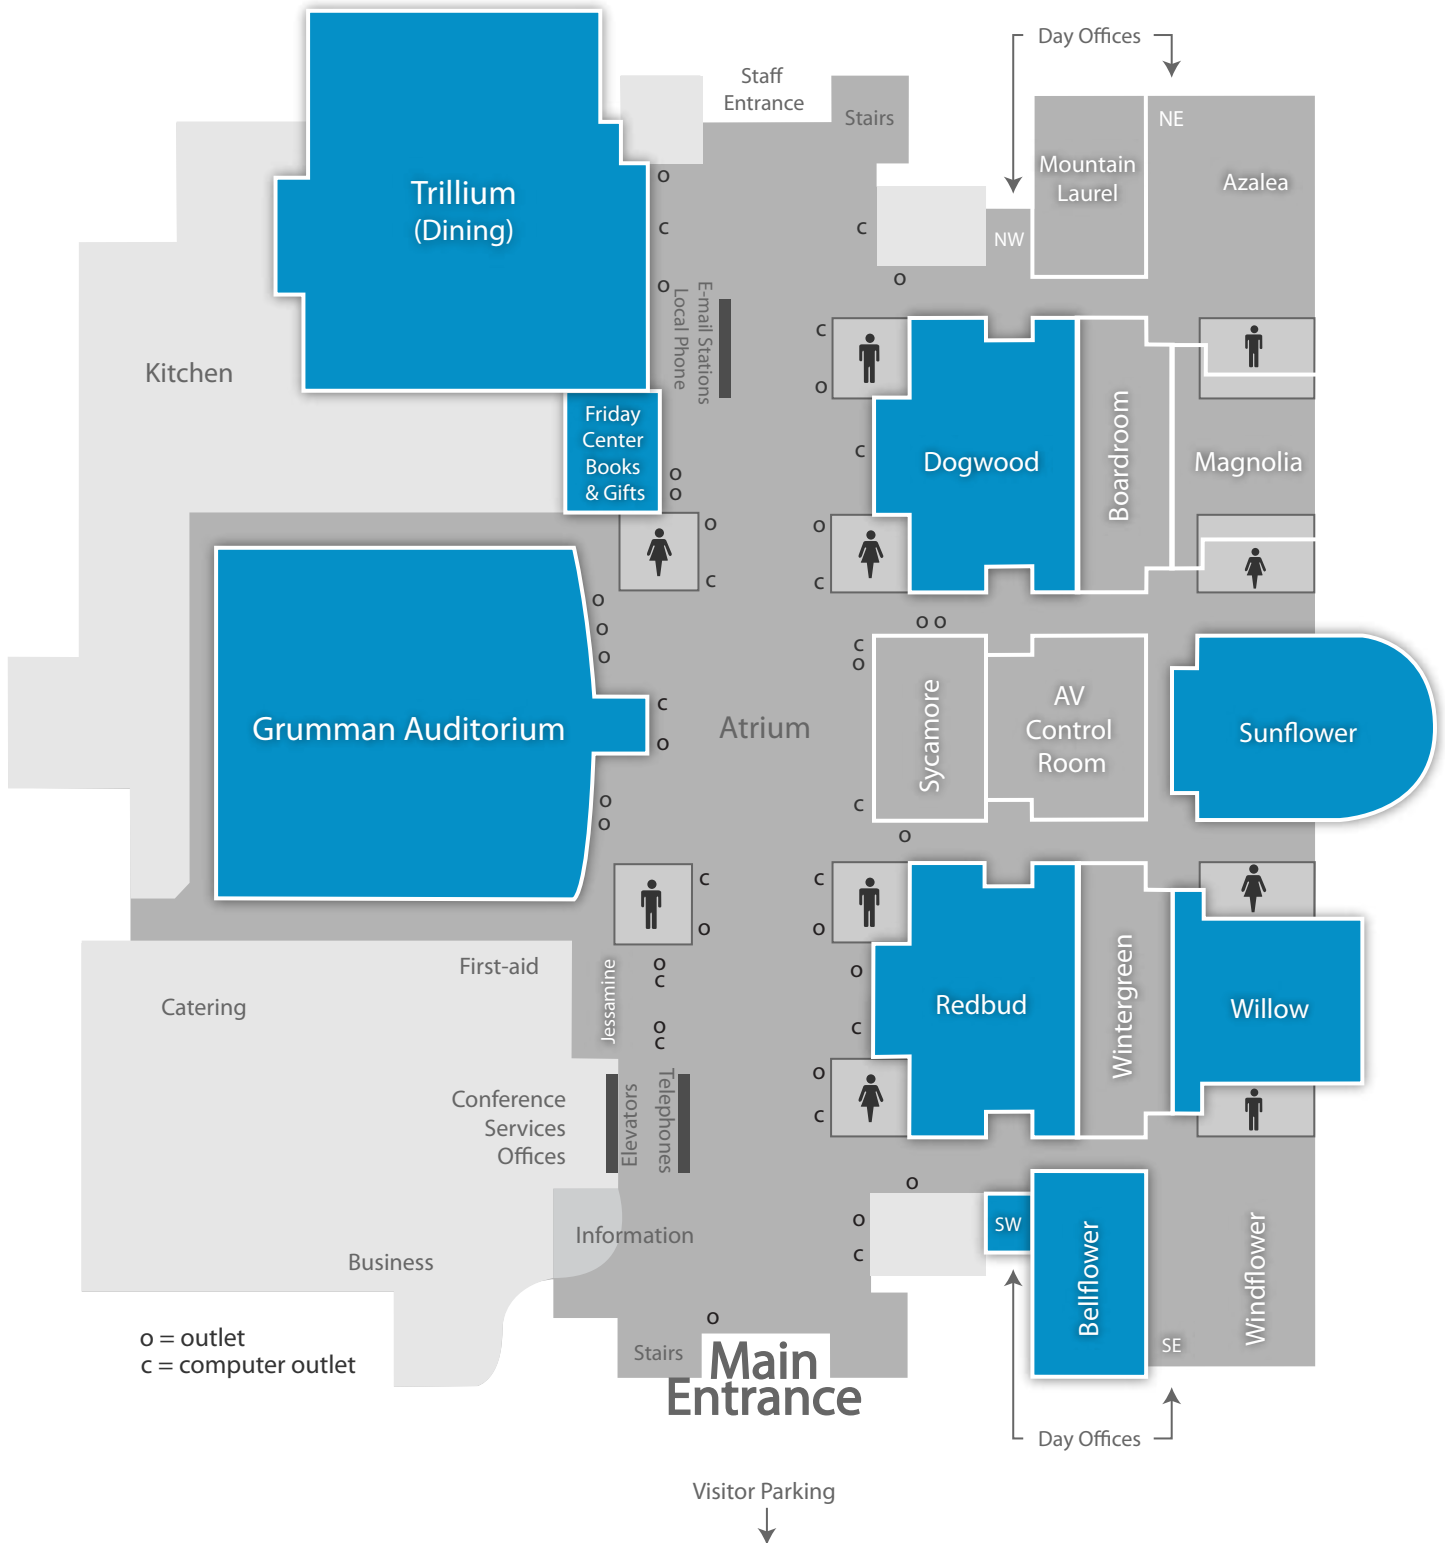 Day Offices
Staff
Entrance
Stairs
NE
Mountain
Laurel
Azalea
Trillium
(Dining)
o
c
c
NW
o
o
E-mail Stations
Local Phone
c
o
Kitchen
Friday
Center
Books
& Gifts
Dogwood
Boardroom
Magnolia
c
o
o
o
o
c
c
o
o
o
o
o o
c
o
Grumman Auditorium
c
o
Atrium
Sycamore
AV
Control
Room
Sunflower
o
o
c
o
c
o
c
o
First-aid
Catering
Jessamine
o
c
o
c
o
c
Redbud
Wintergreen
Willow
Conference
Services
Offices
Elevators
Telephones
o
c
o
o
c
SW
Information
Business
Bellflower
Windflower
SE
o
o = outlet
c = computer outlet
Stairs
Main
Entrance
Day Offices
Visitor Parking